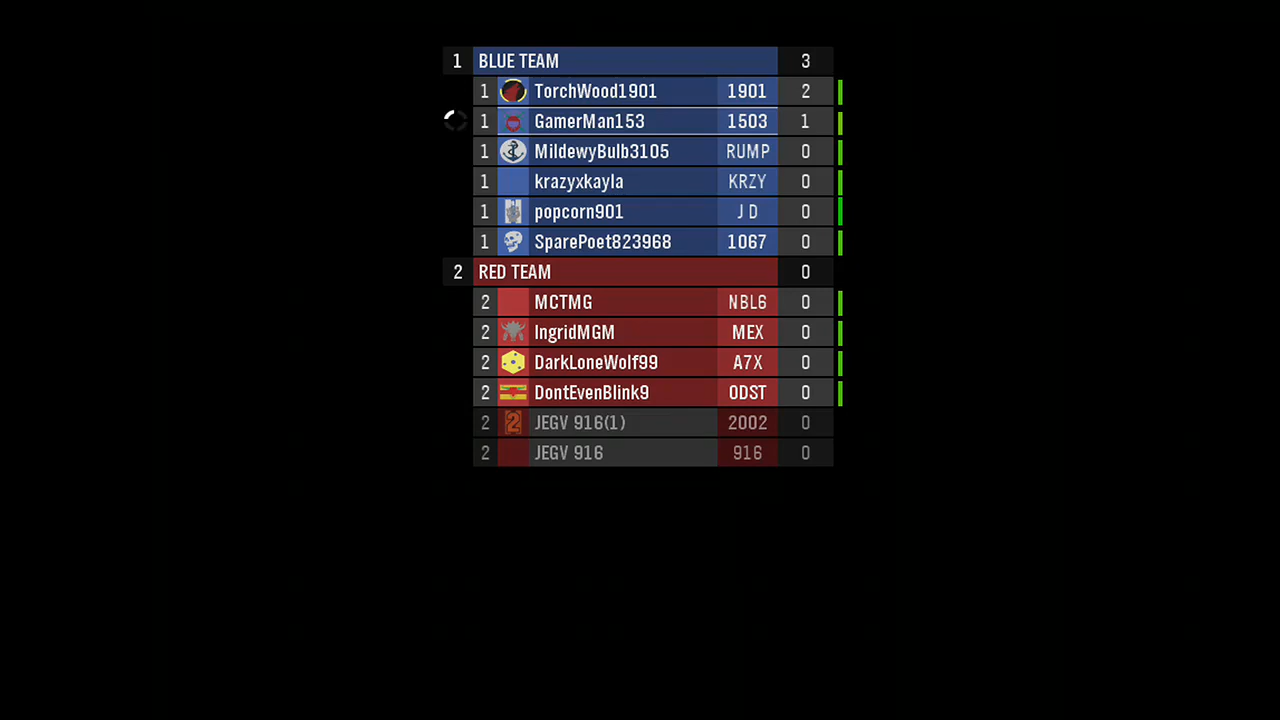 1 BLUE TEAM 3
1 TorchWood1901 1901 2
1 GamerMan153 1503 1
1 MildewyBulb3105 RUMP 0
1 krazyxkayla KRZY 0
1 popcorn901 J D 0
1 SparePoet823968 1067 0
2 RED TEAM 0
2 MCTMG NBL6 0
2 IngridMGM MEX 0
2 DarkLoneWolf99 A7X 0
2 DontEvenBlink9 ODST 0
2 2 JEGV 916(1) 2002 0
2 JEGV 916 916 0